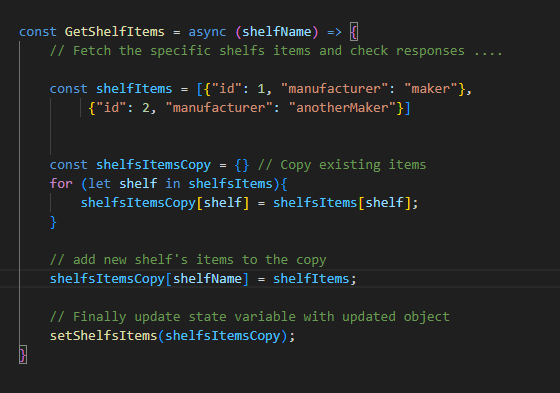 const GetShelfItems = async (shelfName) => {
// Fetch the specific shelfs items and check responses ....
const shelfItems = [{"id": 1, "manufacturer": "maker"},
{"id": 2, "manufacturer": "anotherMaker"}]
const shelfsItemsCopy = {} // Copy existing items
for (let shelf in shelfsItems){
shelfsItemsCopy[shelf] = shelfsItems[shelf];
}
// add new shelf's items to the copy
shelfsItemsCopy[shelfName] = shelfItems;
// Finally update state variable with updated object
setShelfsItems(shelfsItemsCopy);
}